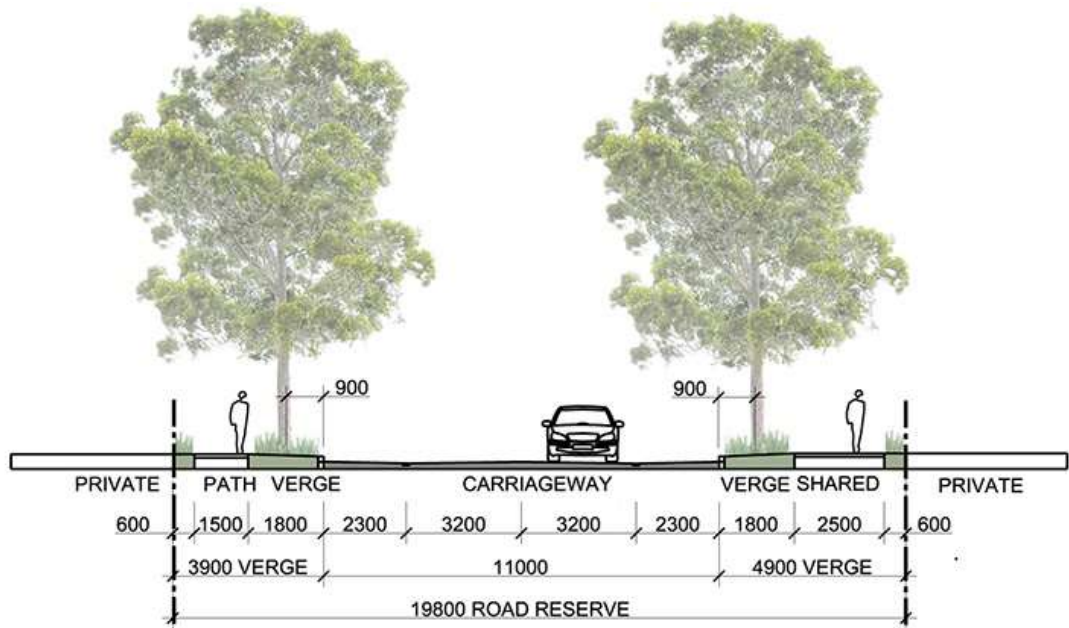 900 900
PRIVATE PATH VERGE CARRIAGEWAY VERGE SHARED PRIVATE
600 1500 1800 2300 3200 3200 2300 1800 2500 600
3900 VERGE 11000 4900 VERGE
19800 ROAD RESERVE